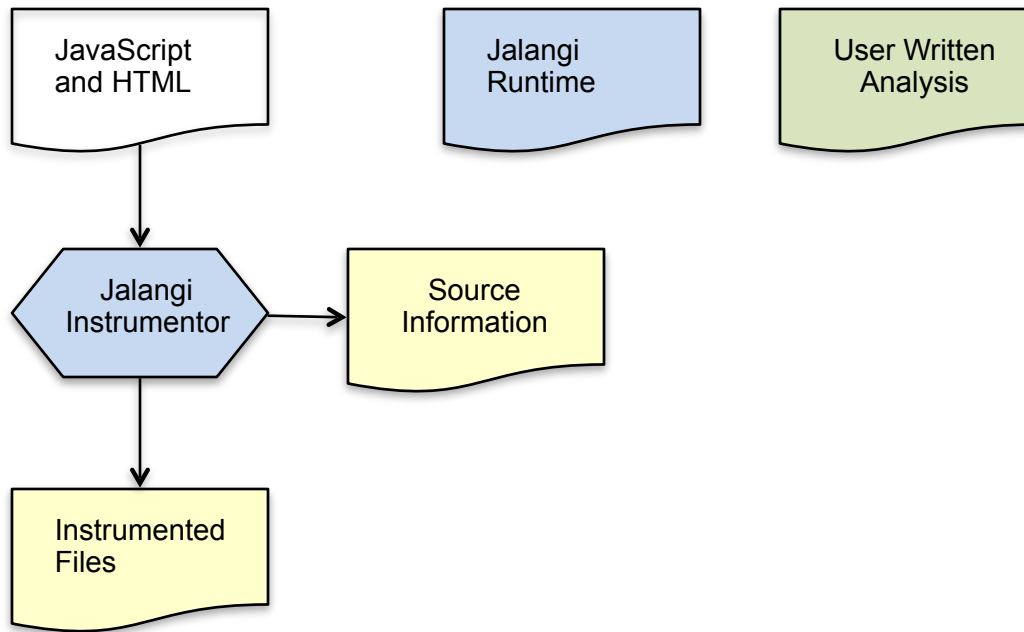 JavaScript
and HTML
Jalangi
Runtime
User Written
Analysis
Jalangi
Instrumentor
Source
Information
Instrumented
Files